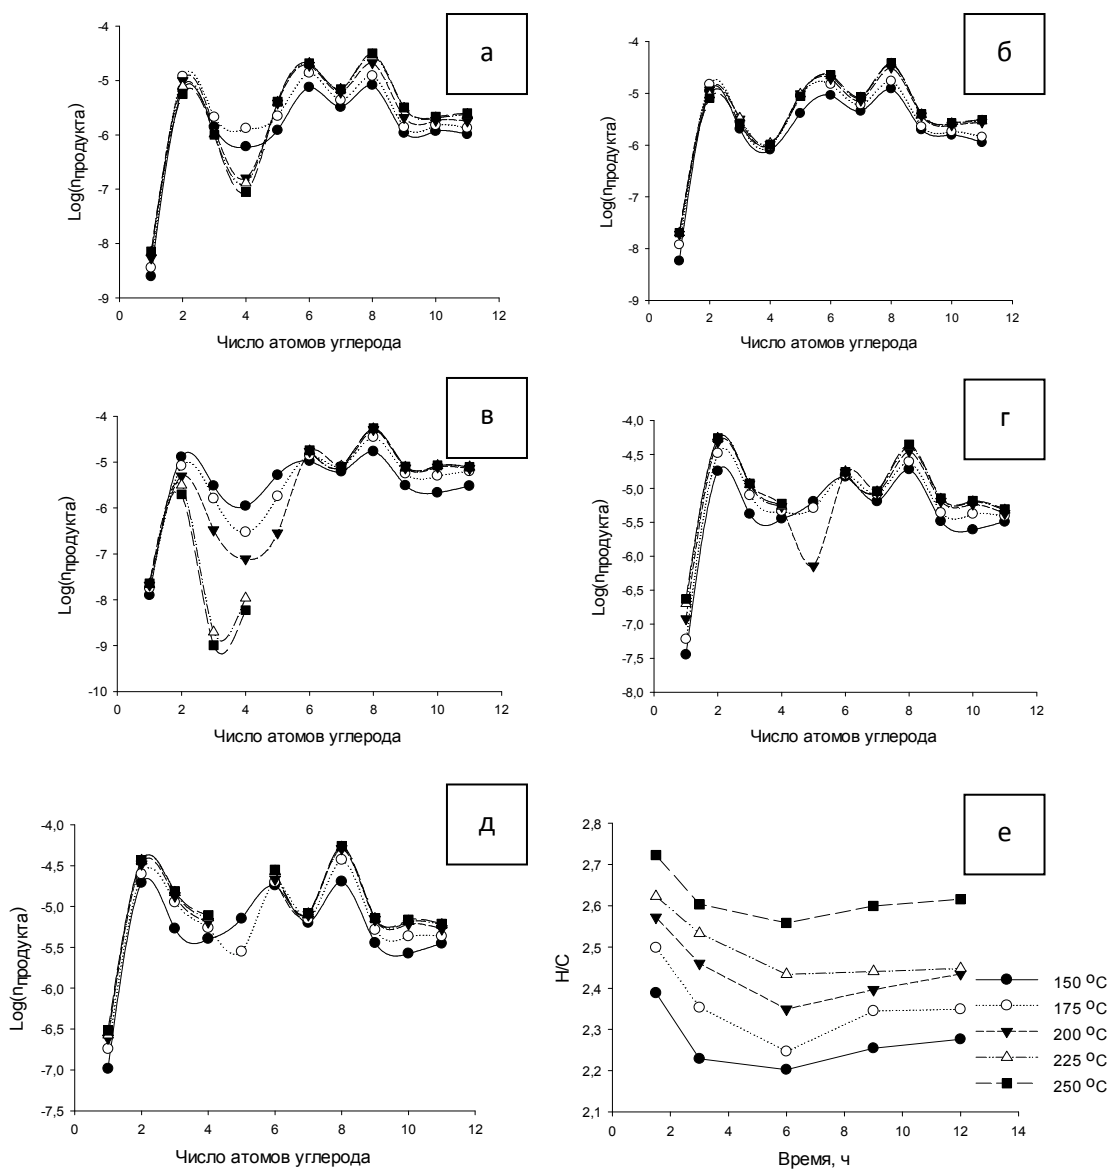 а
-4
-5
-6
-7
-8
-9
Log(nпродукта)
0 2 4 6 8 10 12
Число атомов углерода
б
-4
-5
-6
-7
-8
-9
Log(nпродукта)
0 2 4 6 8 10 12
Число атомов углерода
в
-4
-5
-6
-7
-8
-9
-10
Log(nпродукта)
0 2 4 6 8 10 12
Число атомов углерода
г
-4,0
-4,5
-5,0
-5,5
-6,0
-6,5
-7,0
-7,5
-8,0
Log(nпродукта)
0 2 4 6 8 10 12
Число атомов углерода
д
-4,0
-4,5
-5,0
-5,5
-6,0
-6,5
-7,0
-7,5
Log(nпродукта)
0 2 4 6 8 10 12
Число атомов углерода
е
2,8
2,7
2,6
2,5
2,4
2,3
2,2
2,1
H/C
0 2 4 6 8 10 12 14
Время, ч
150 ºC
175 ºC
200 ºC
225 ºC
250 ºC